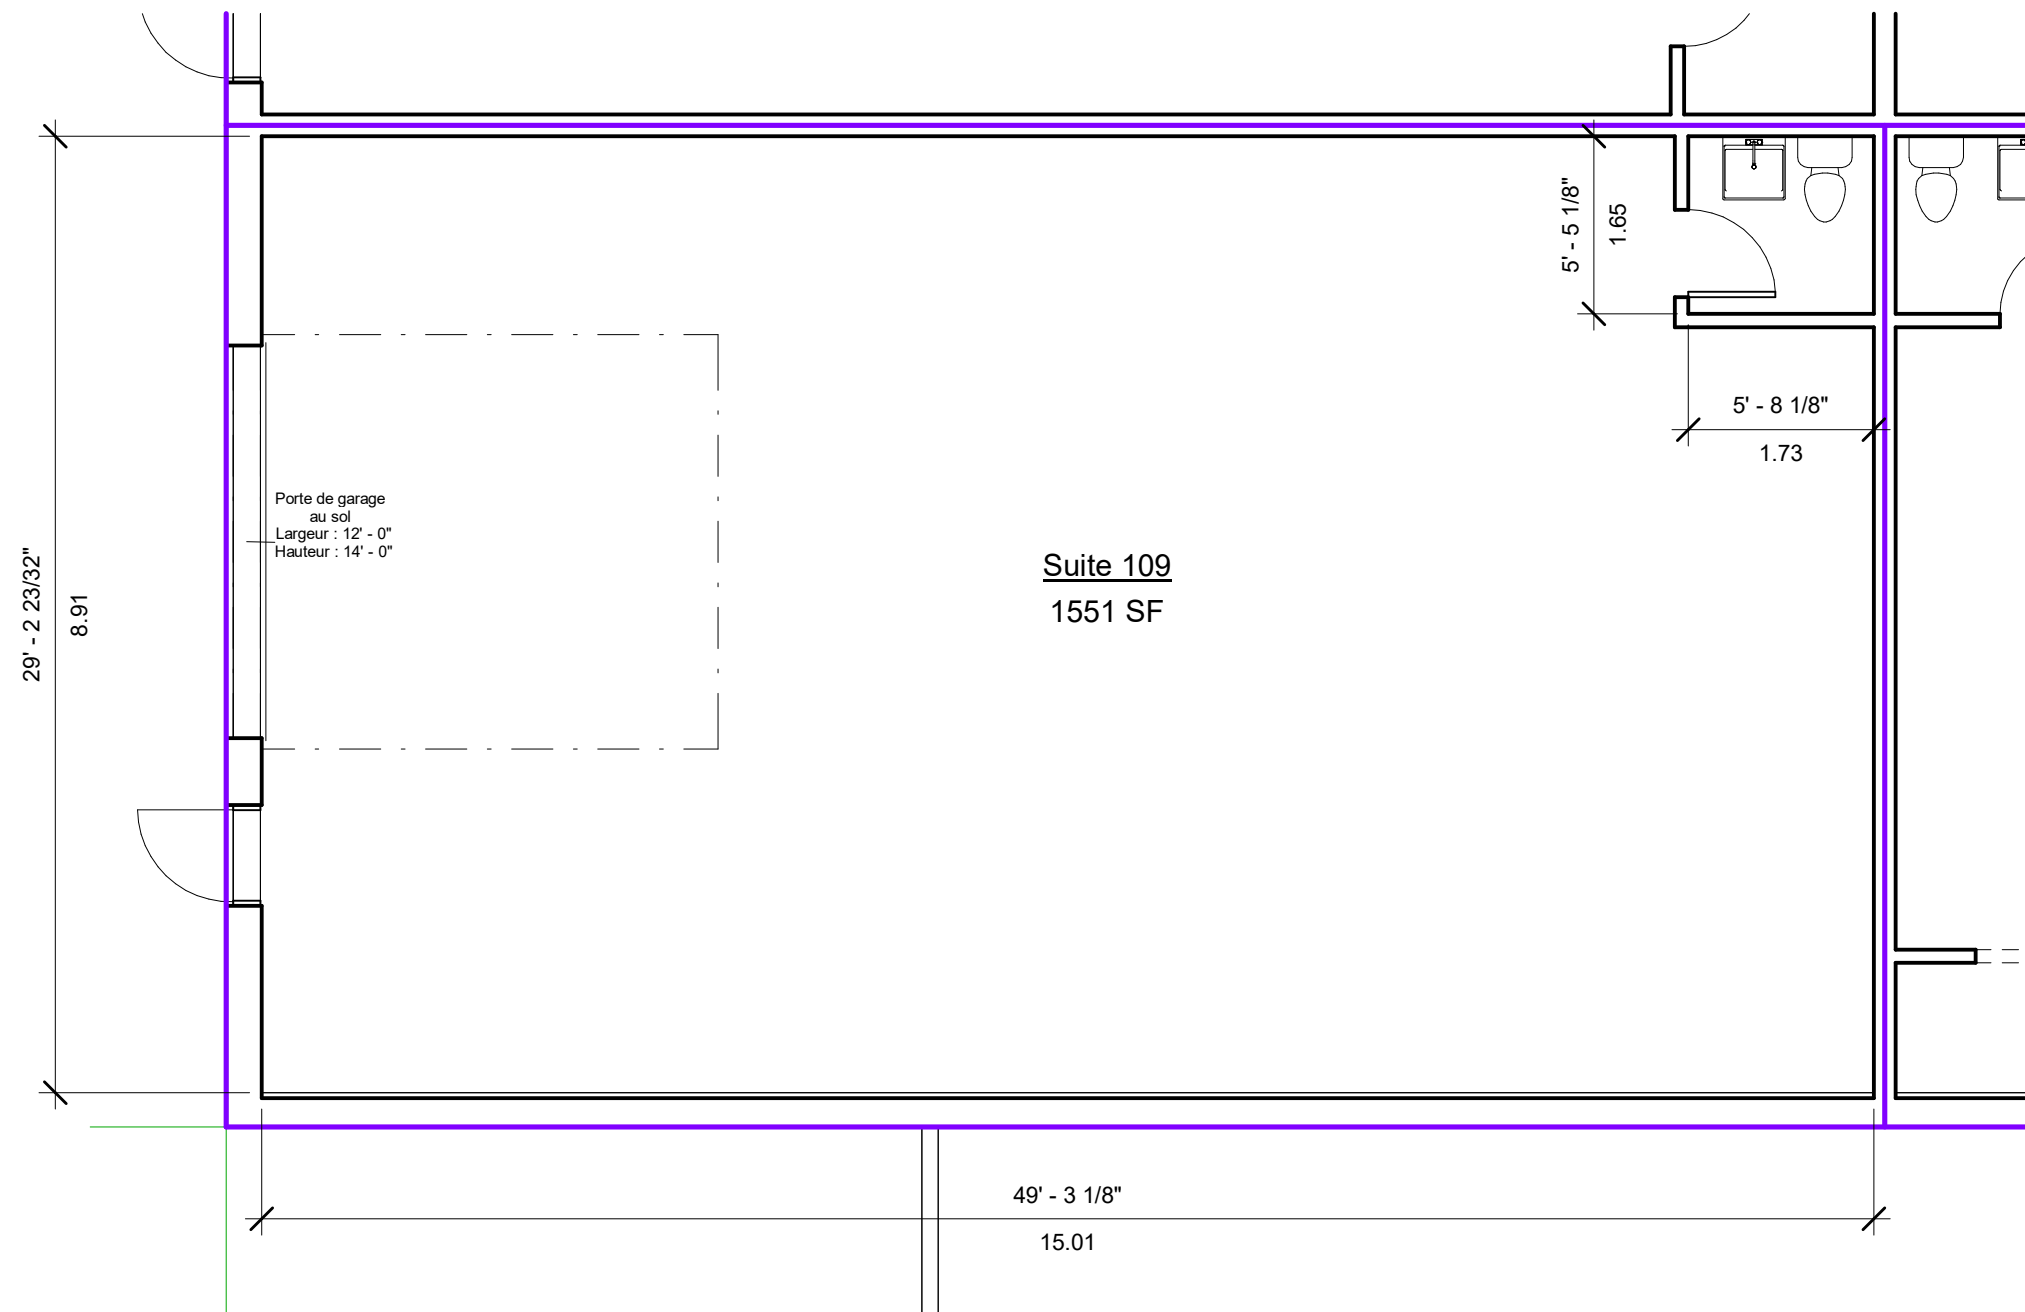 5' - 5 1/8"
1.65
5' - 8 1/8"
1.73
Porte de garage
au sol
Largeur : 12' - 0"
Hauteur : 14' - 0"
Suite 109
1551 SF
29' - 2 23/32"
8.91
49' - 3 1/8"
15.01